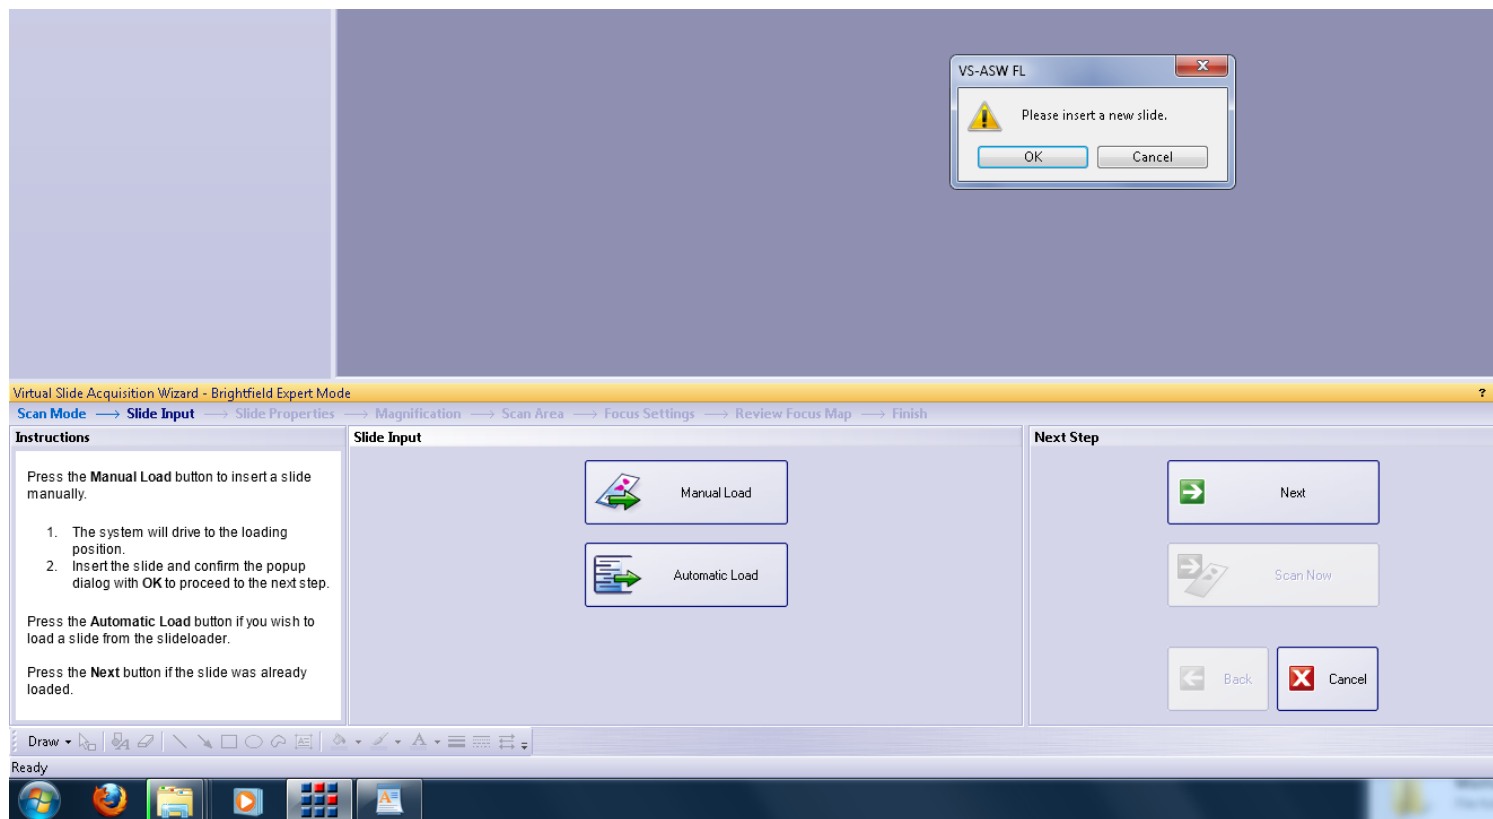 VS-ASW FL
Please insert a new slide.
OK
Cancel
Virtual Slide Acquisition Wizard - Brightfield Expert Mode
?
Scan Mode → Slide Input → Slide Properties → Magnification → Scan Area → Focus Settings → Review Focus Map → Finish
Instructions
Press the Manual Load button to insert a slide
manually.
1. The system will drive to the loading
position.
2. Insert the slide and confirm the popup
dialog with OK to proceed to the next step.
Press the Automatic Load button if you wish to
load a slide from the slideloader.
Press the Next button if the slide was already
loaded.
Slide Input
Manual Load
Automatic Load
Next Step
Next
Scan Now
Back
Cancel
Draw
Ready